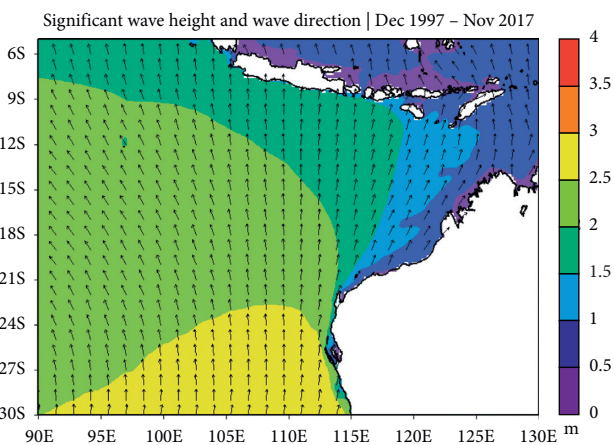 Significant wave height and wave direction | Dec 1997 – Nov 2017
6S
9S
12S
15S
18S
21S
24S
27S
30S
90E 95E 100E 105E 110E 115E 120E 125E 130E
4
3.5
3
2.5
2
1.5
1
0.5
0
m